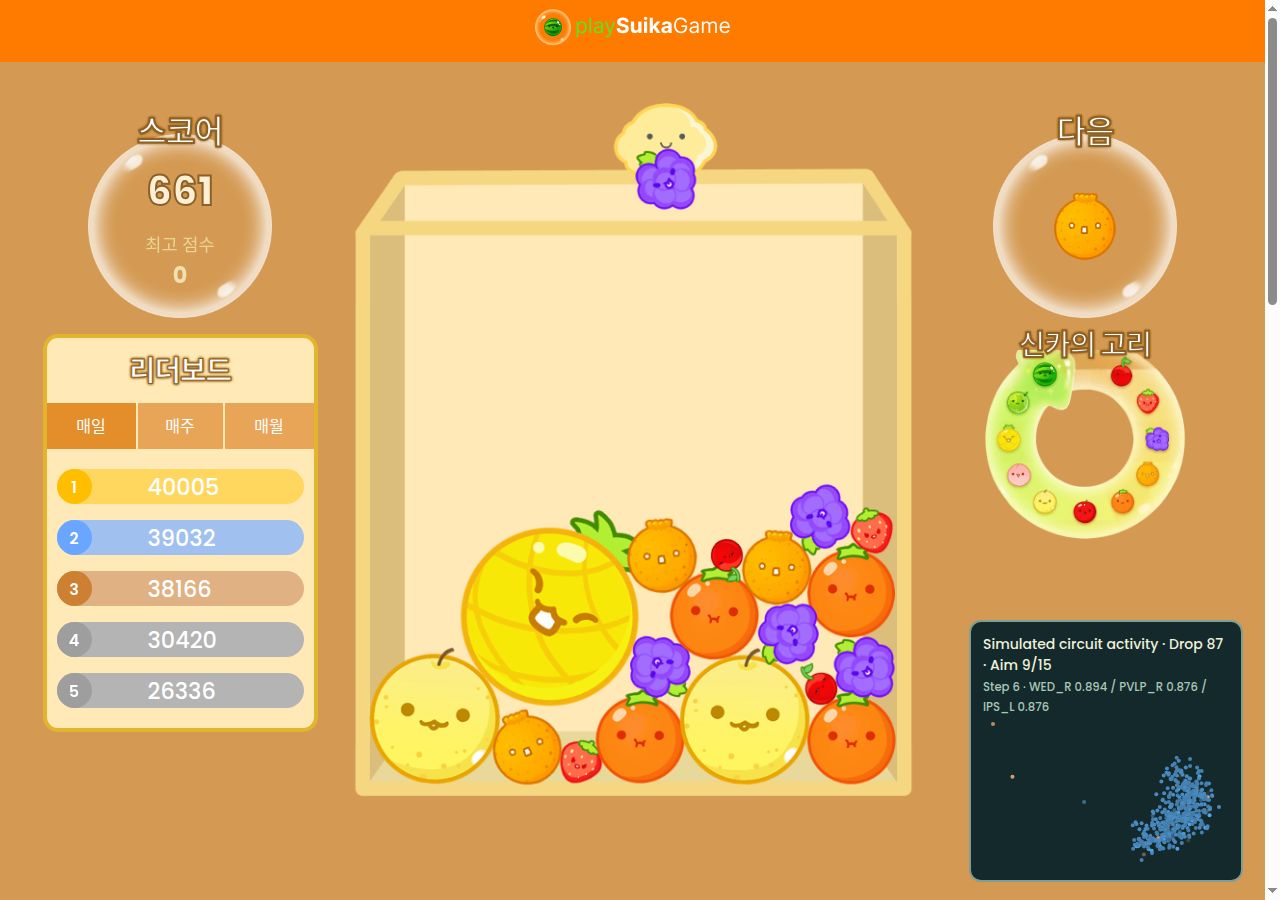 playSuikaGame
스코어
661
최고 점수
0
리더보드
매일 매주 매월
1 40005
2 39032
3 38166
4 30420
5 26336
다음
신카의 고리
Simulated circuit activity · Drop 87
· Aim 9/15
Step 6 · WED_R 0.894 / PVLP_R 0.876 /
IPS_L 0.876